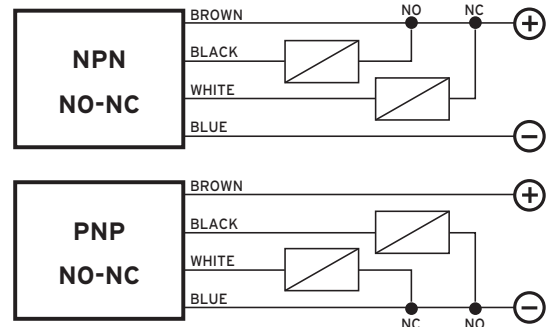 NO NC
BROWN
+
NPN
BLACK
NO-NC
WHITE
BLUE
−
BROWN
+
PNP
BLACK
NO-NC
WHITE
BLUE
−
NC NO